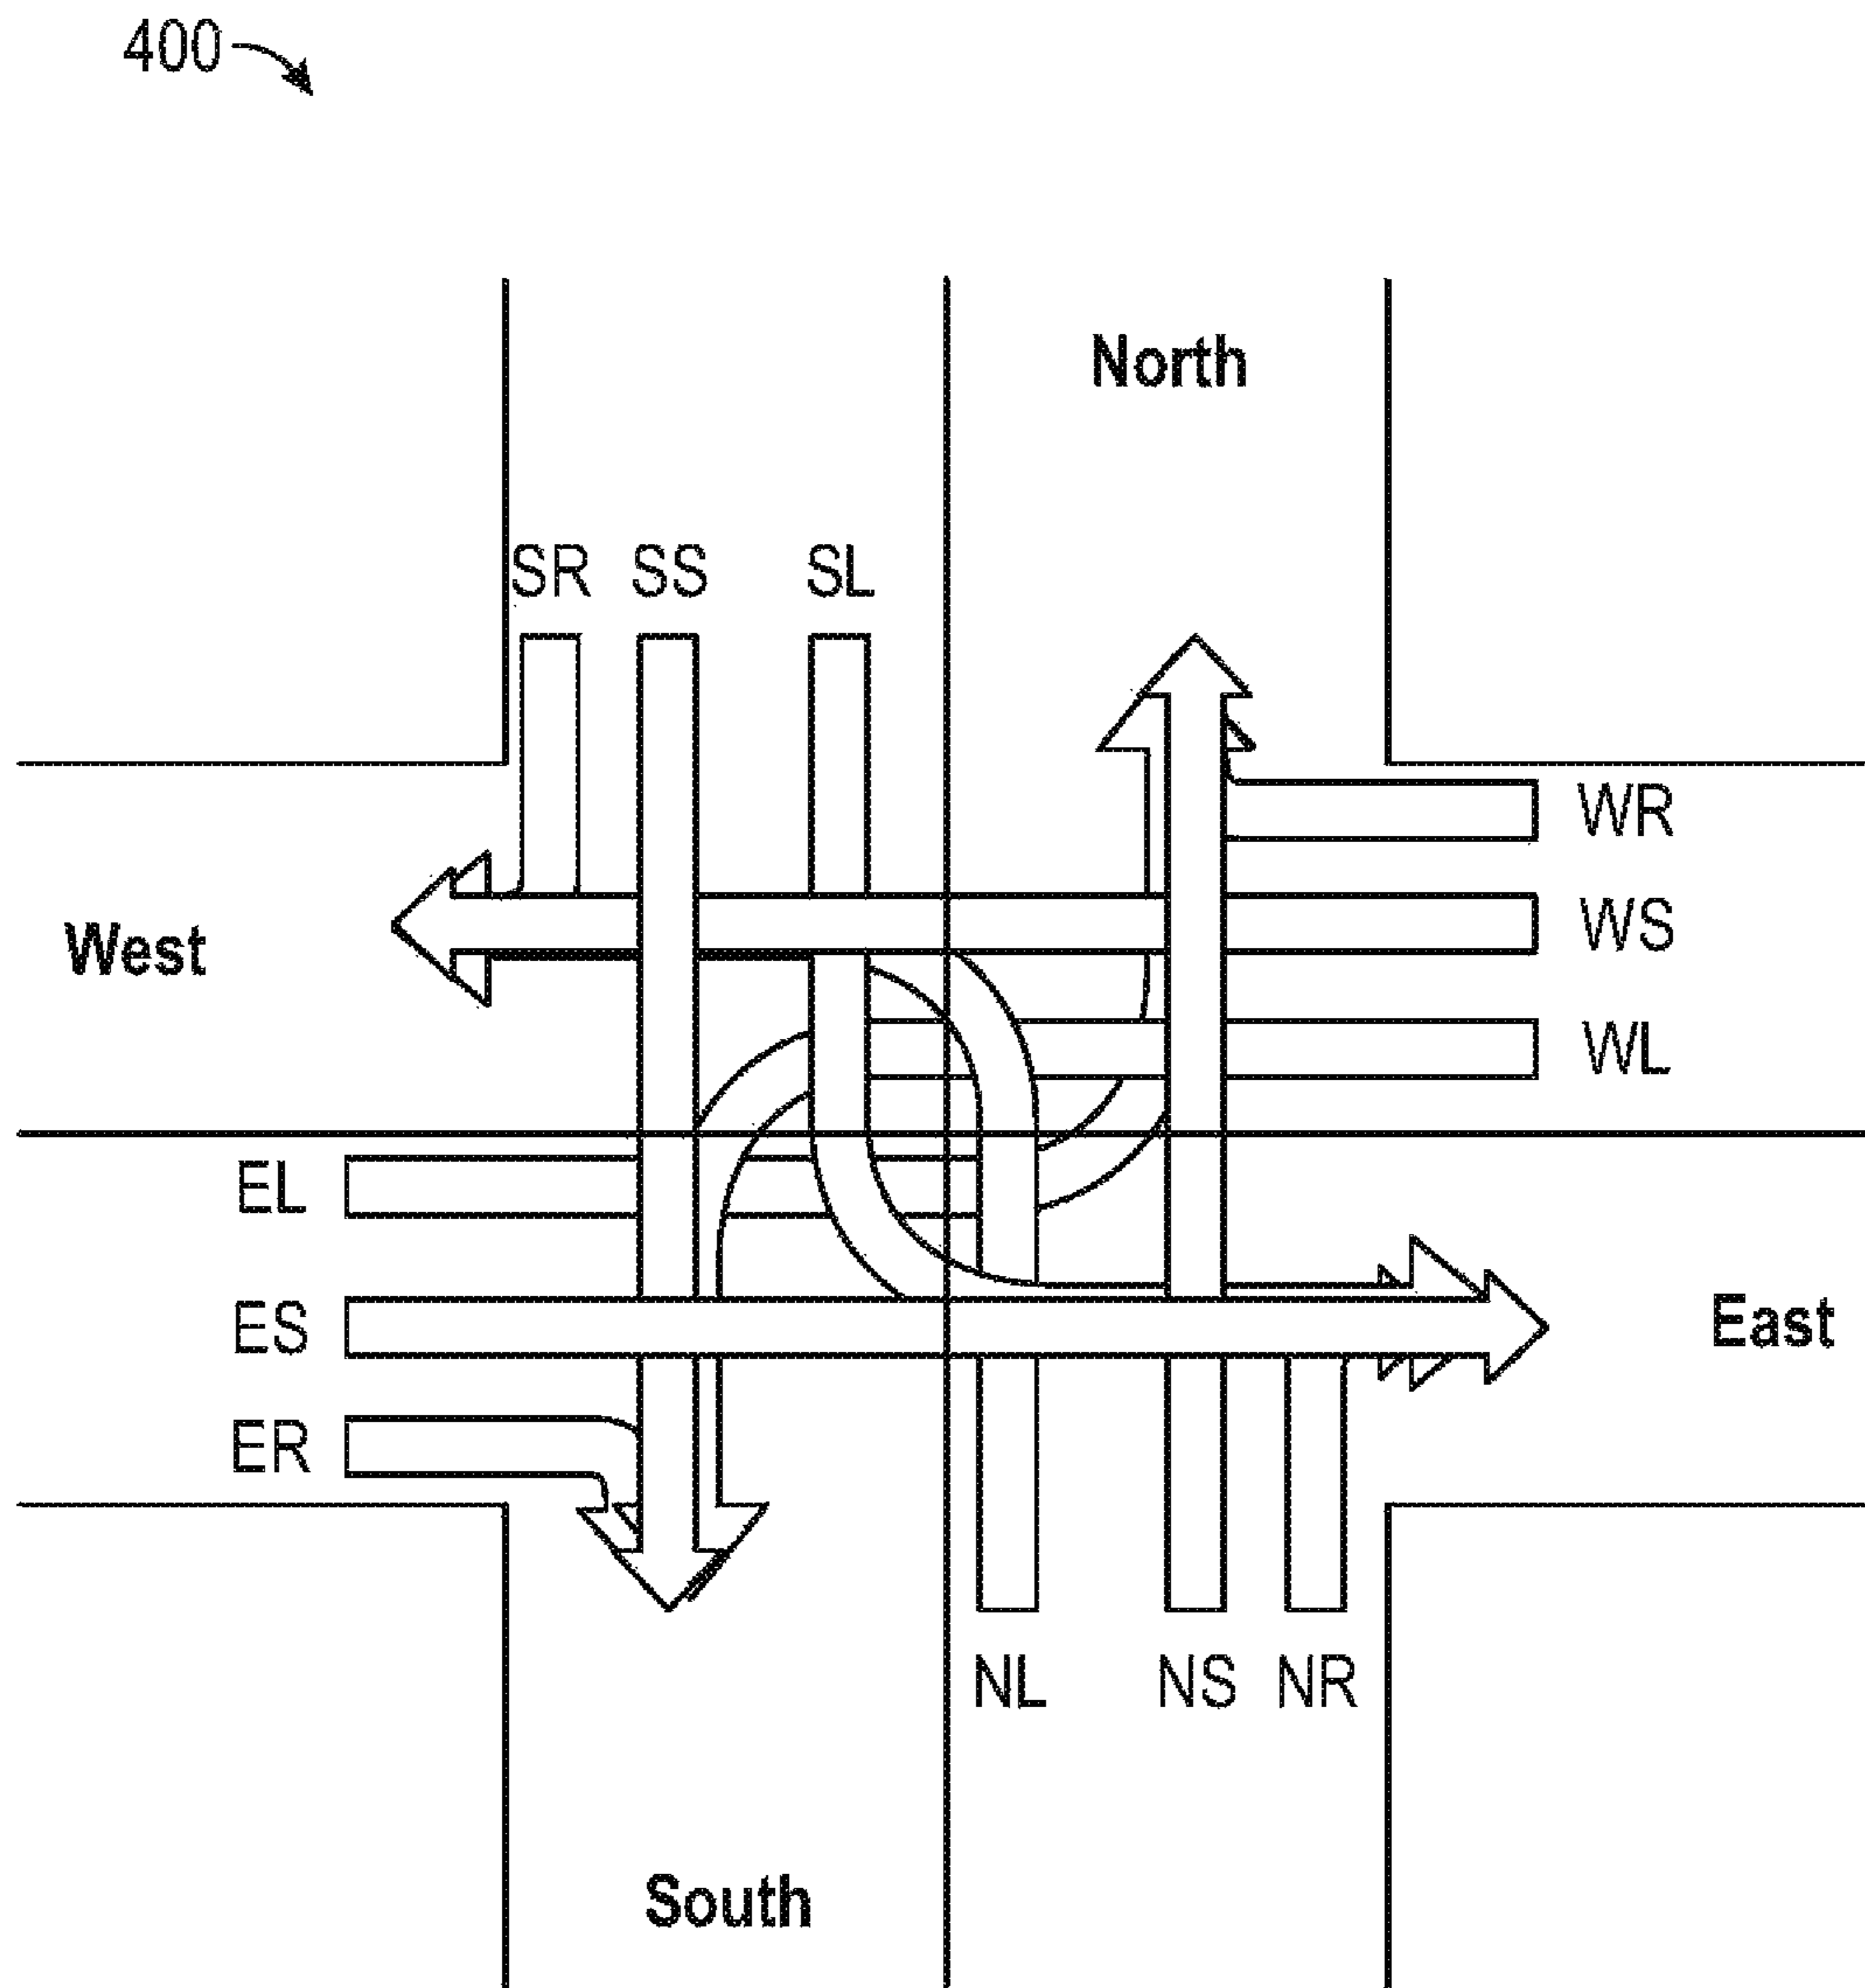 400
North
SR SS SL
WR
West
WS
WL
EL
ES
East
ER
NL NS NR
South